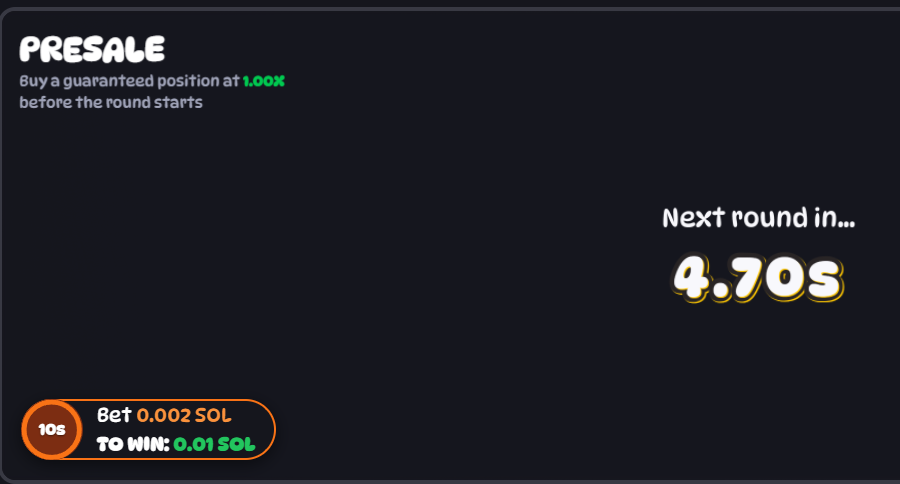 PRESALE
Buy a guaranteed position at 1.00X
before the round starts
Next round in...
4.70s
10s
Bet 0.002 SOL
TO WIN: 0.01 SOL